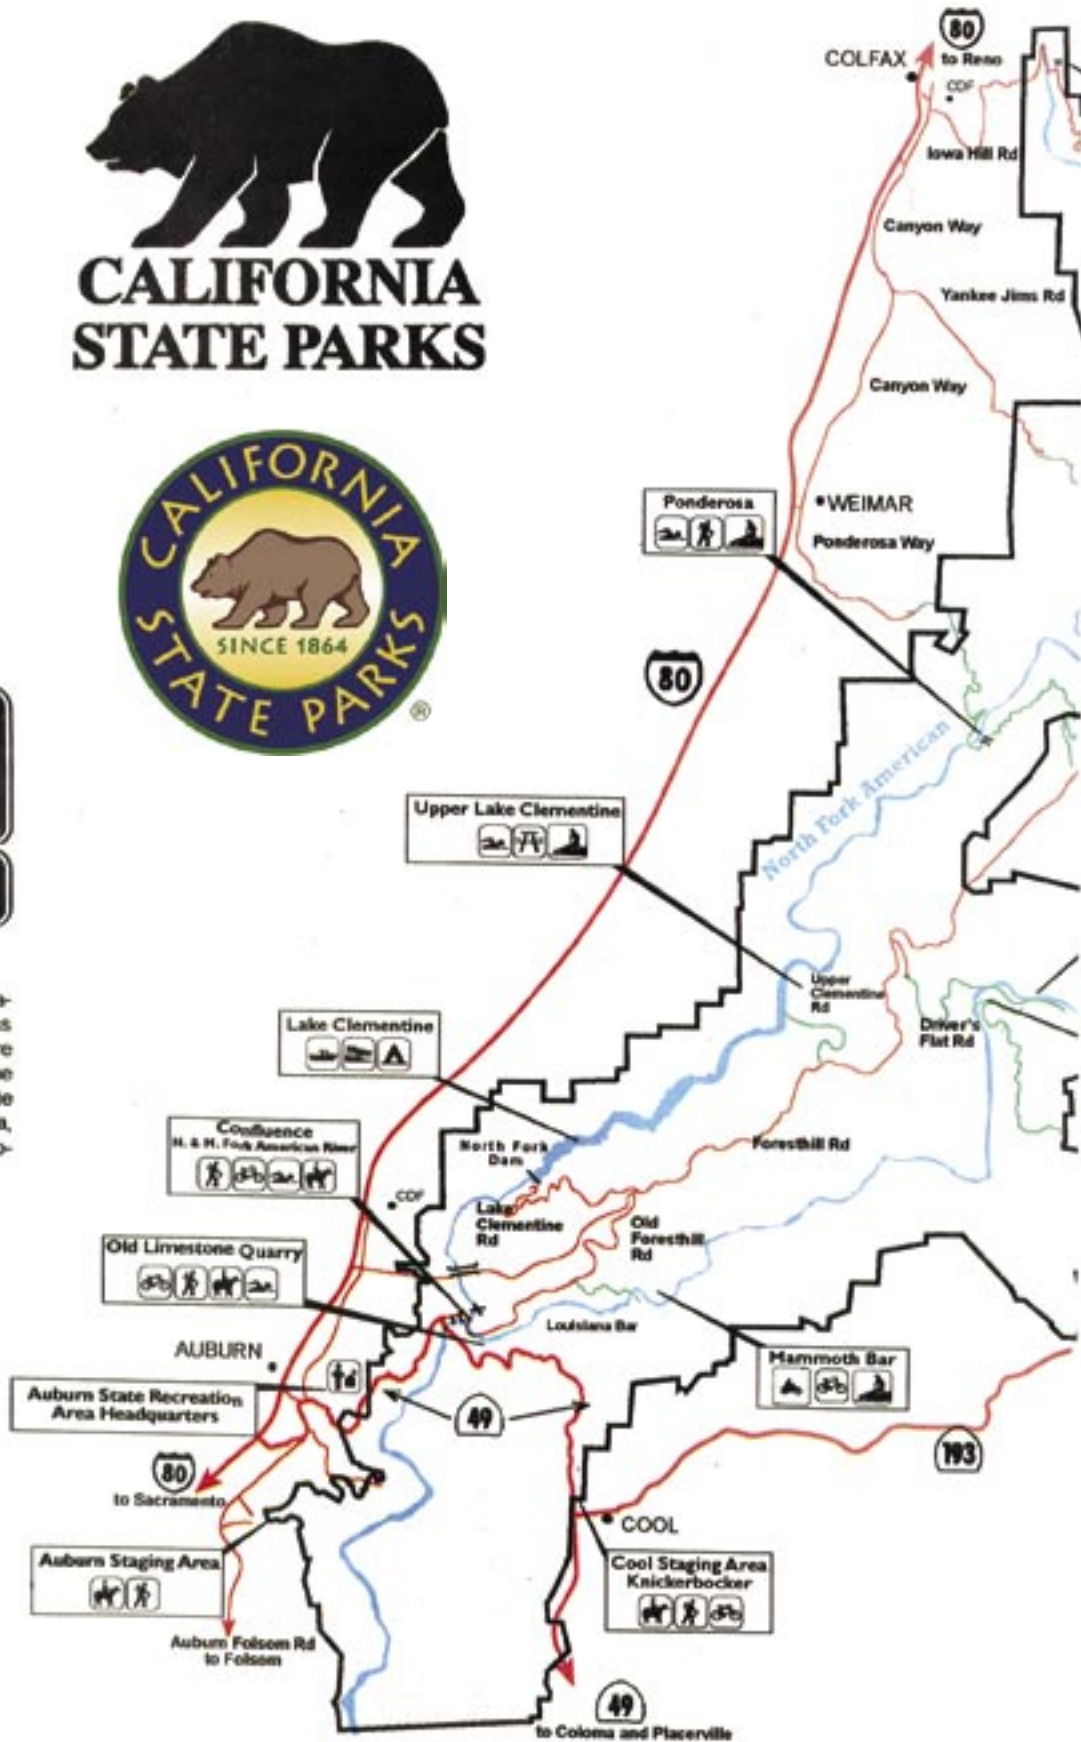 CALIFORNIA
STATE PARKS
CALIFORNIA
STATE PARKS
SINCE 1864
®
80
to Reno
COLFAX
CDF
Iowa Hill Rd
Canyon Way
Yankee Jims Rd
Canyon Way
Ponderosa
WEIMAR
Ponderosa Way
80
North Fork American
Upper Lake Clementine
Upper
Clementine
Rd
Driver's
Flat Rd
Lake Clementine
Confluence
N. & M. Fork American River
North Fork
Dam
Foresthill Rd
CDF
Lake
Clementine
Rd
Old
Foresthill
Rd
Old Limestone Quarry
Louisiana Bar
AUBURN
Mammoth Bar
Auburn State Recreation
Area Headquarters
49
193
80
to Sacramento
COOL
Auburn Staging Area
Cool Staging Area
Knickerbocker
Auburn Folsom Rd
to Folsom
49
to Coloma and Placerville